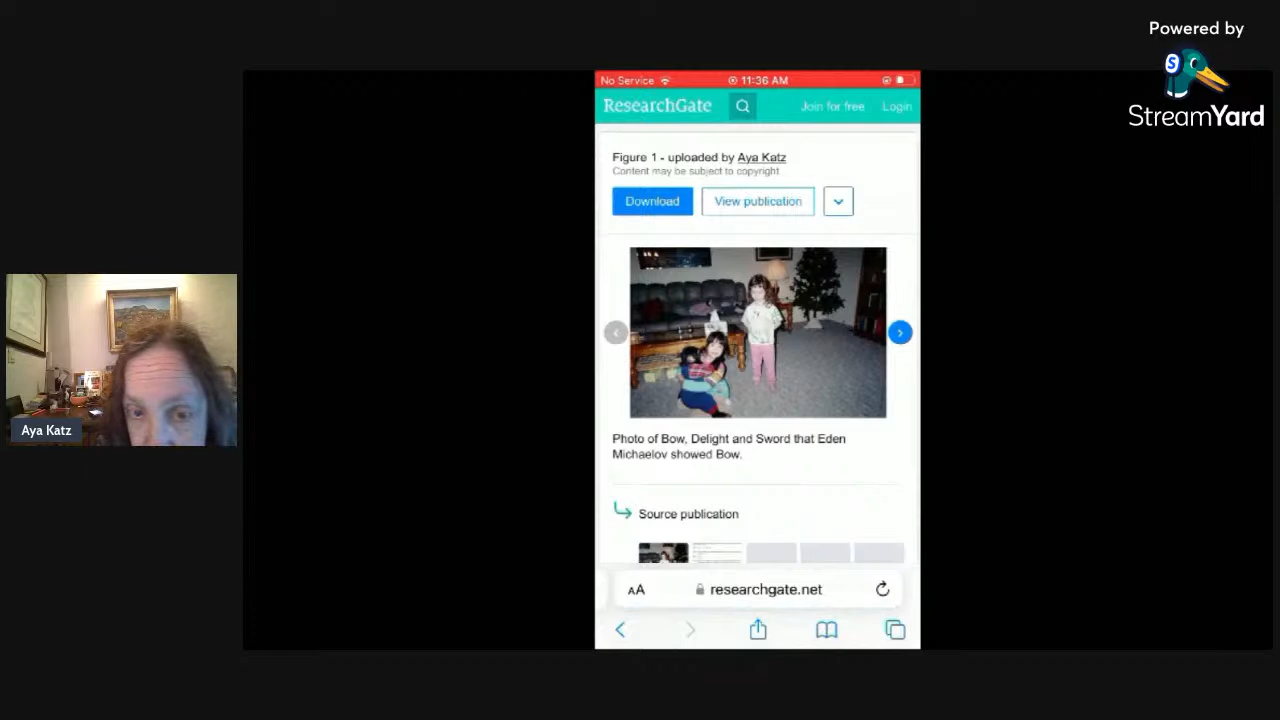 Powered by
StreamYard
No Service
11:36 AM
ResearchGate
Join for free
Login
Figure 1 - uploaded by Aya Katz
Content may be subject to copyright
Download
View publication
Photo of Bow, Delight and Sword that Eden
Michaelov showed Bow.
Source publication
AA
researchgate.net
Aya Katz